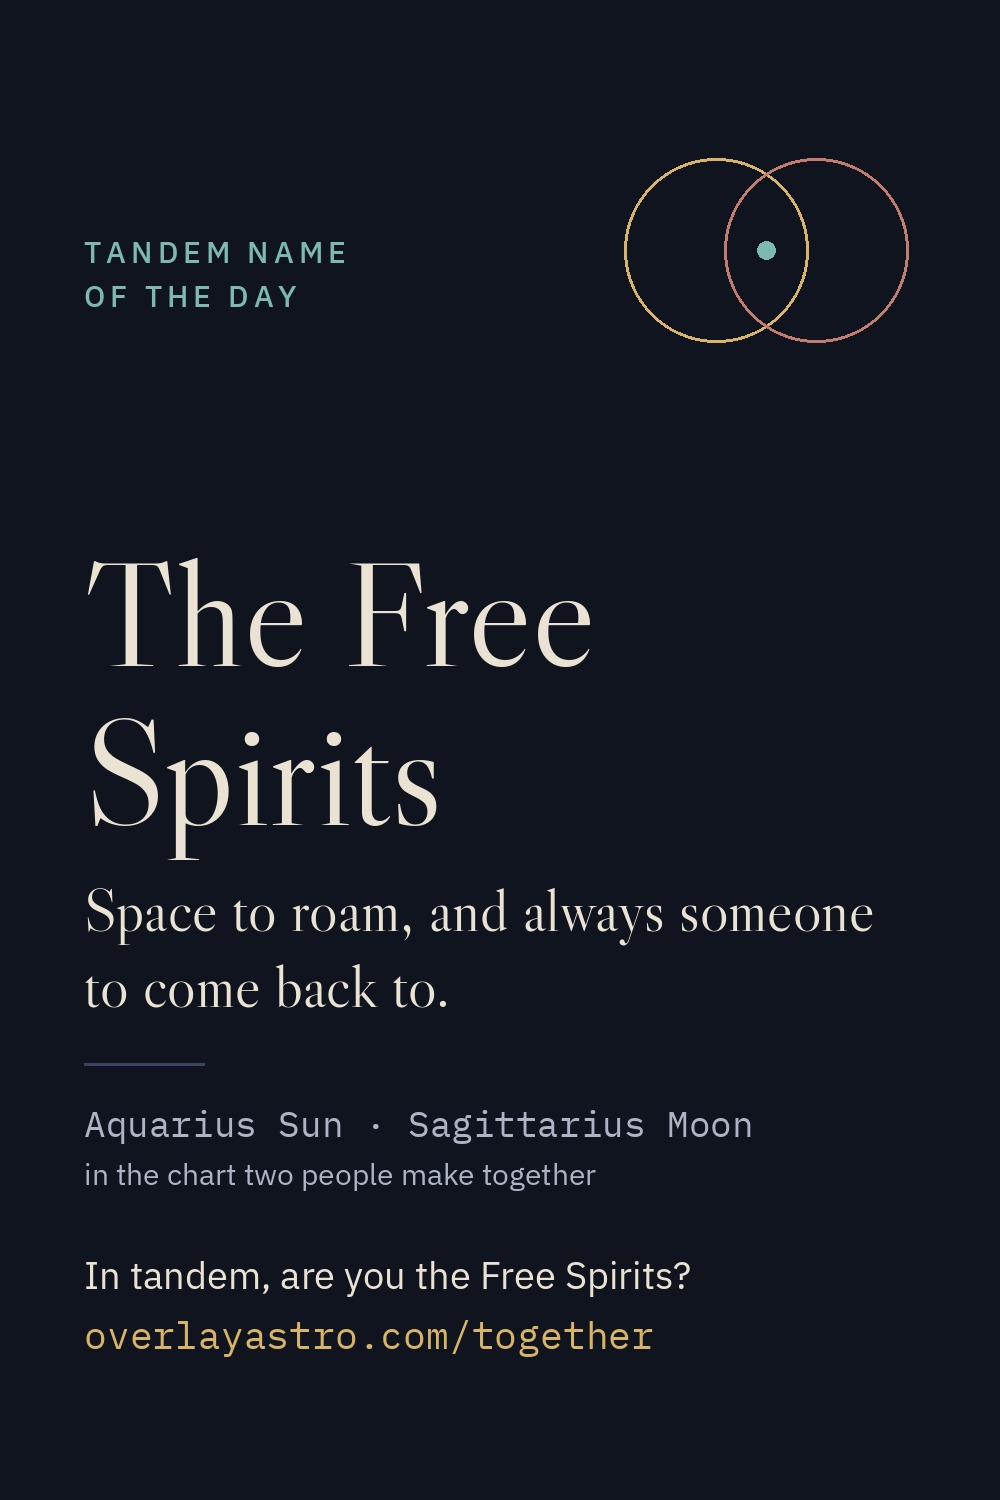 TANDEM NAME
OF THE DAY
The Free
Spirits
Space to roam, and always someone
to come back to.
Aquarius Sun · Sagittarius Moon
in the chart two people make together
In tandem, are you the Free Spirits?
overlayastro.com/together